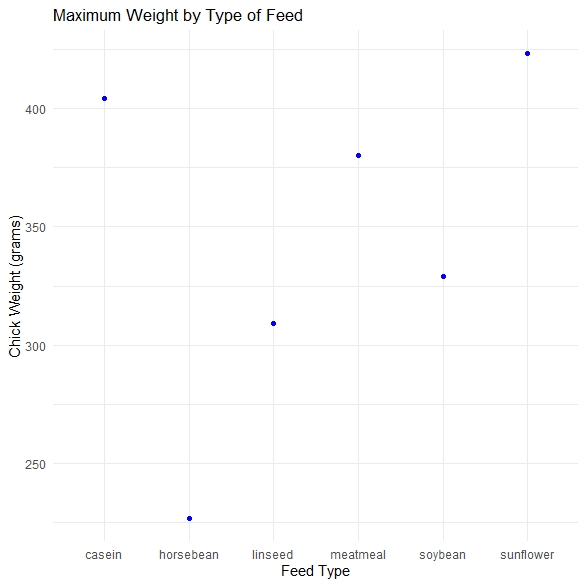 Maximum Weight by Type of Feed
400
350
300
250
Chick Weight (grams)
casein horsebean linseed meatmeal soybean sunflower
Feed Type